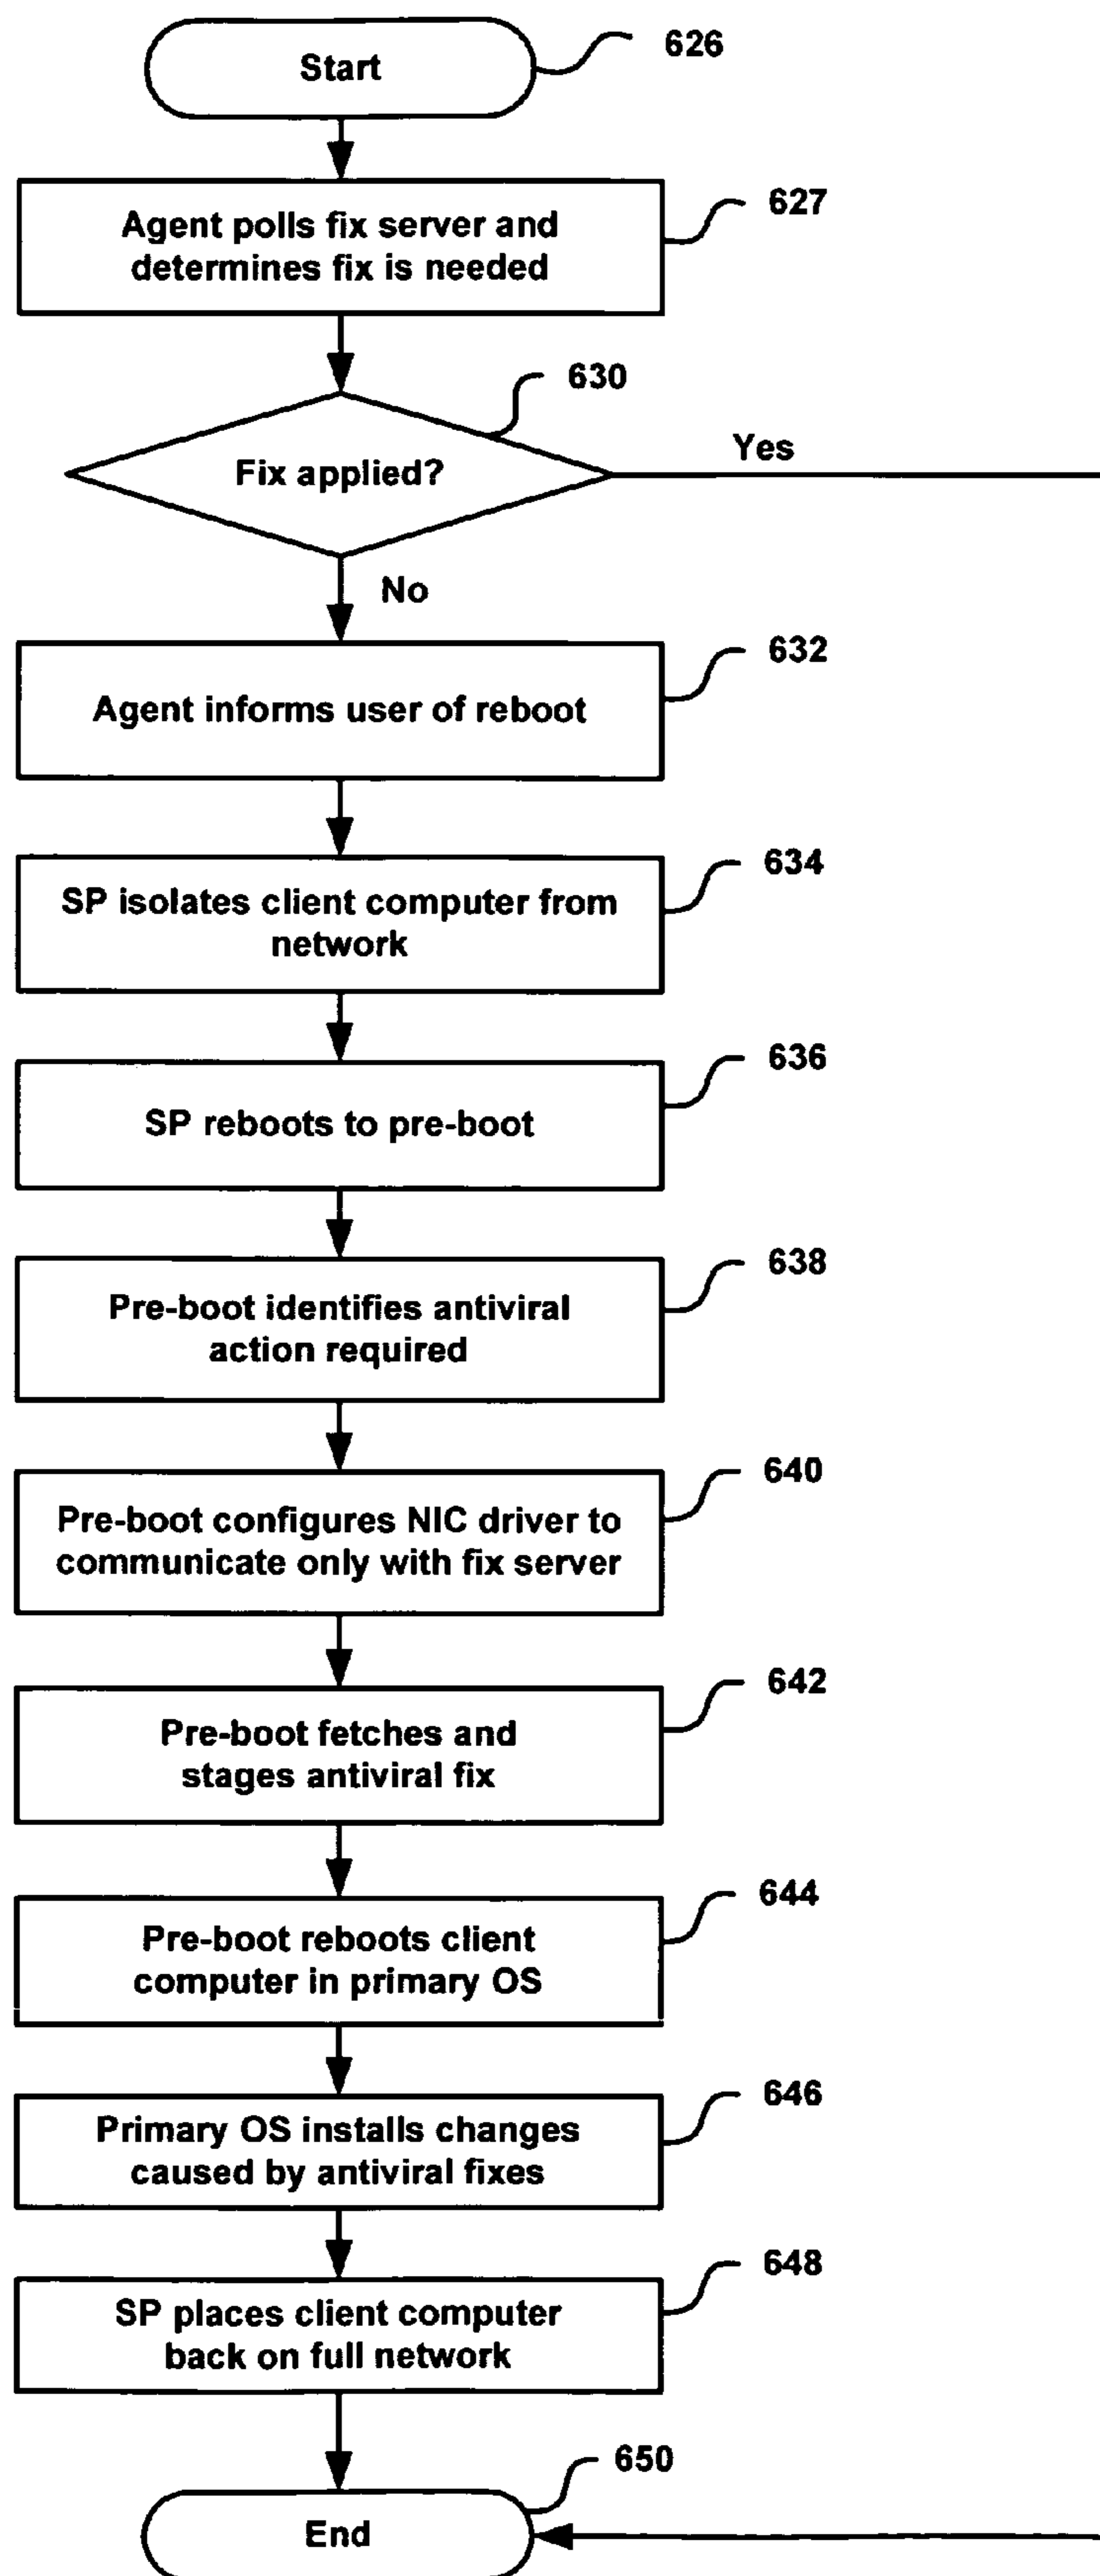 Start
626
Agent polls fix server and
determines fix is needed
627
630
Fix applied?
Yes
No
632
Agent informs user of reboot
634
SP isolates client computer from
network
636
SP reboots to pre-boot
638
Pre-boot identifies antiviral
action required
640
Pre-boot configures NIC driver to
communicate only with fix server
642
Pre-boot fetches and
stages antiviral fix
644
Pre-boot reboots client
computer in primary OS
646
Primary OS installs changes
caused by antiviral fixes
648
SP places client computer
back on full network
650
End